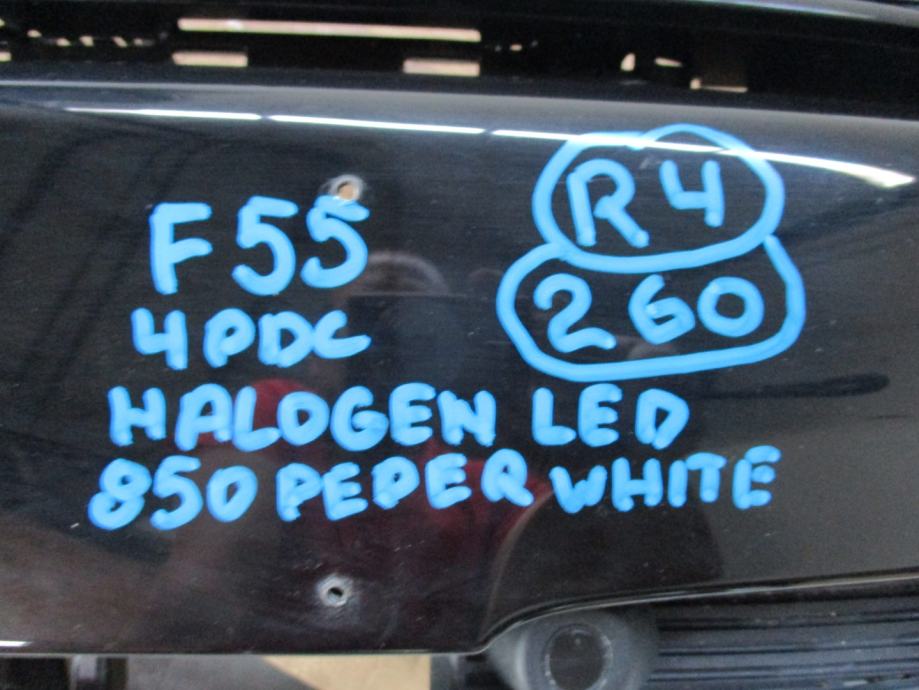 R4
F55
260
4PDC
HALOGEN LED
850 PEPER WHITE